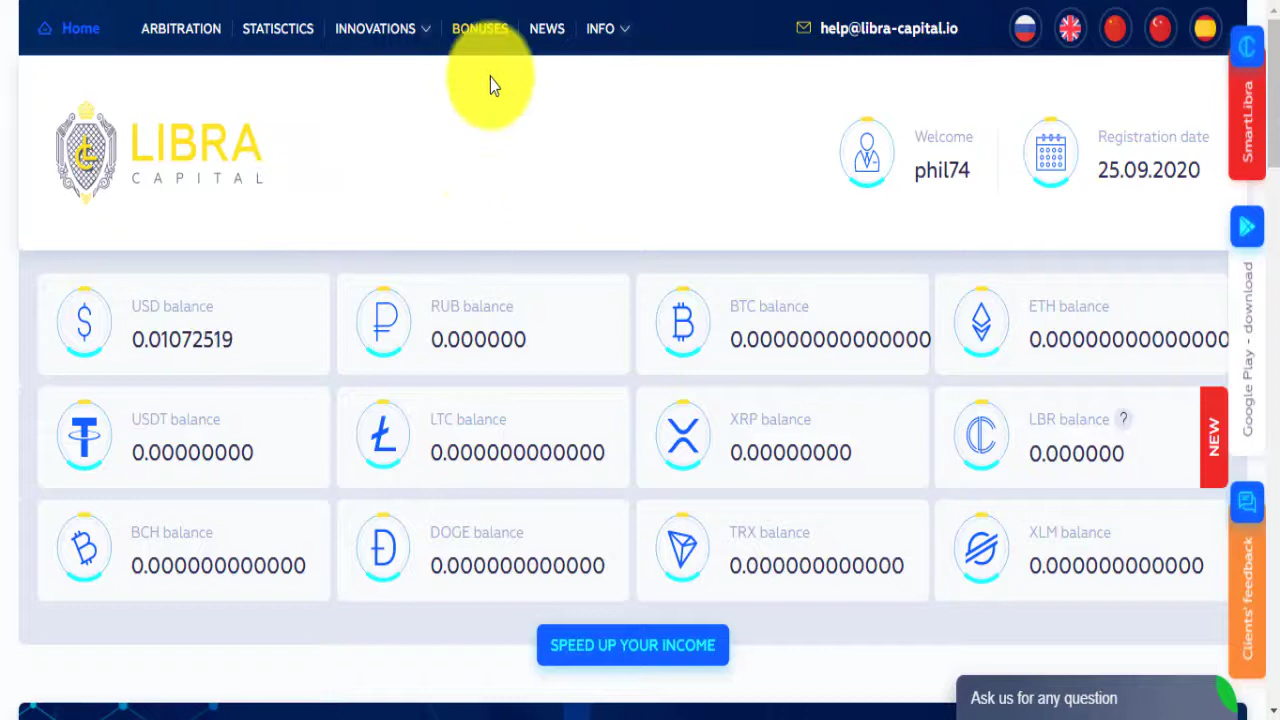 Home ARBITRATION STATISCTICS INNOVATIONS BONUSES NEWS INFO help@libra-capital.io
LIBRA
CAPITAL
Welcome
phil74
Registration date
25.09.2020
USD balance
0.01072519
RUB balance
0.000000
BTC balance
0.00000000000000
ETH balance
0.00000000000000
USDT balance
0.00000000
LTC balance
0.000000000000
XRP balance
0.00000000
LBR balance ?
0.000000
NEW
BCH balance
0.000000000000
DOGE balance
0.000000000000
TRX balance
0.000000000000
XLM balance
0.000000000000
SPEED UP YOUR INCOME
SmartLibra
Google Play - download
Clients' feedback
Ask us for any question